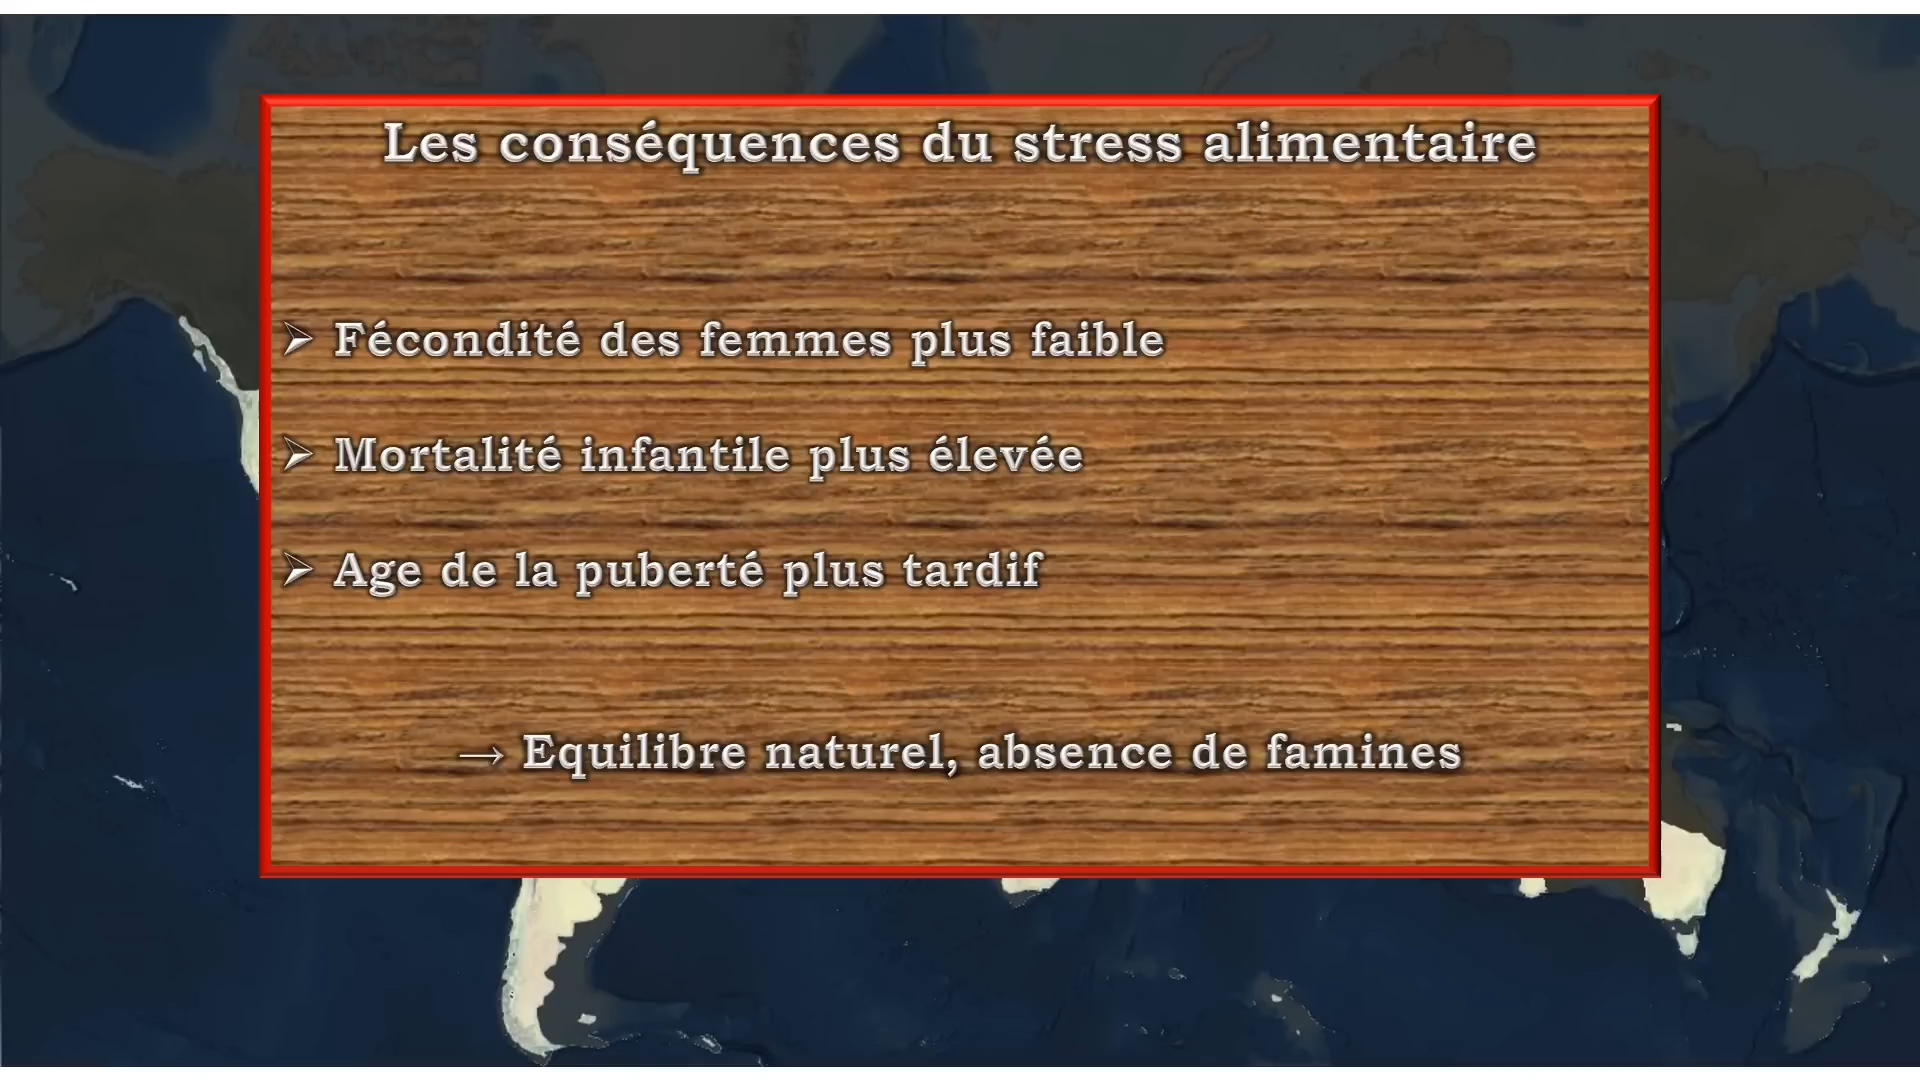 Les conséquences du stress alimentaire
➢ Fécondité des femmes plus faible
➢ Mortalité infantile plus élevée
➢ Age de la puberté plus tardif
→ Equilibre naturel, absence de famines